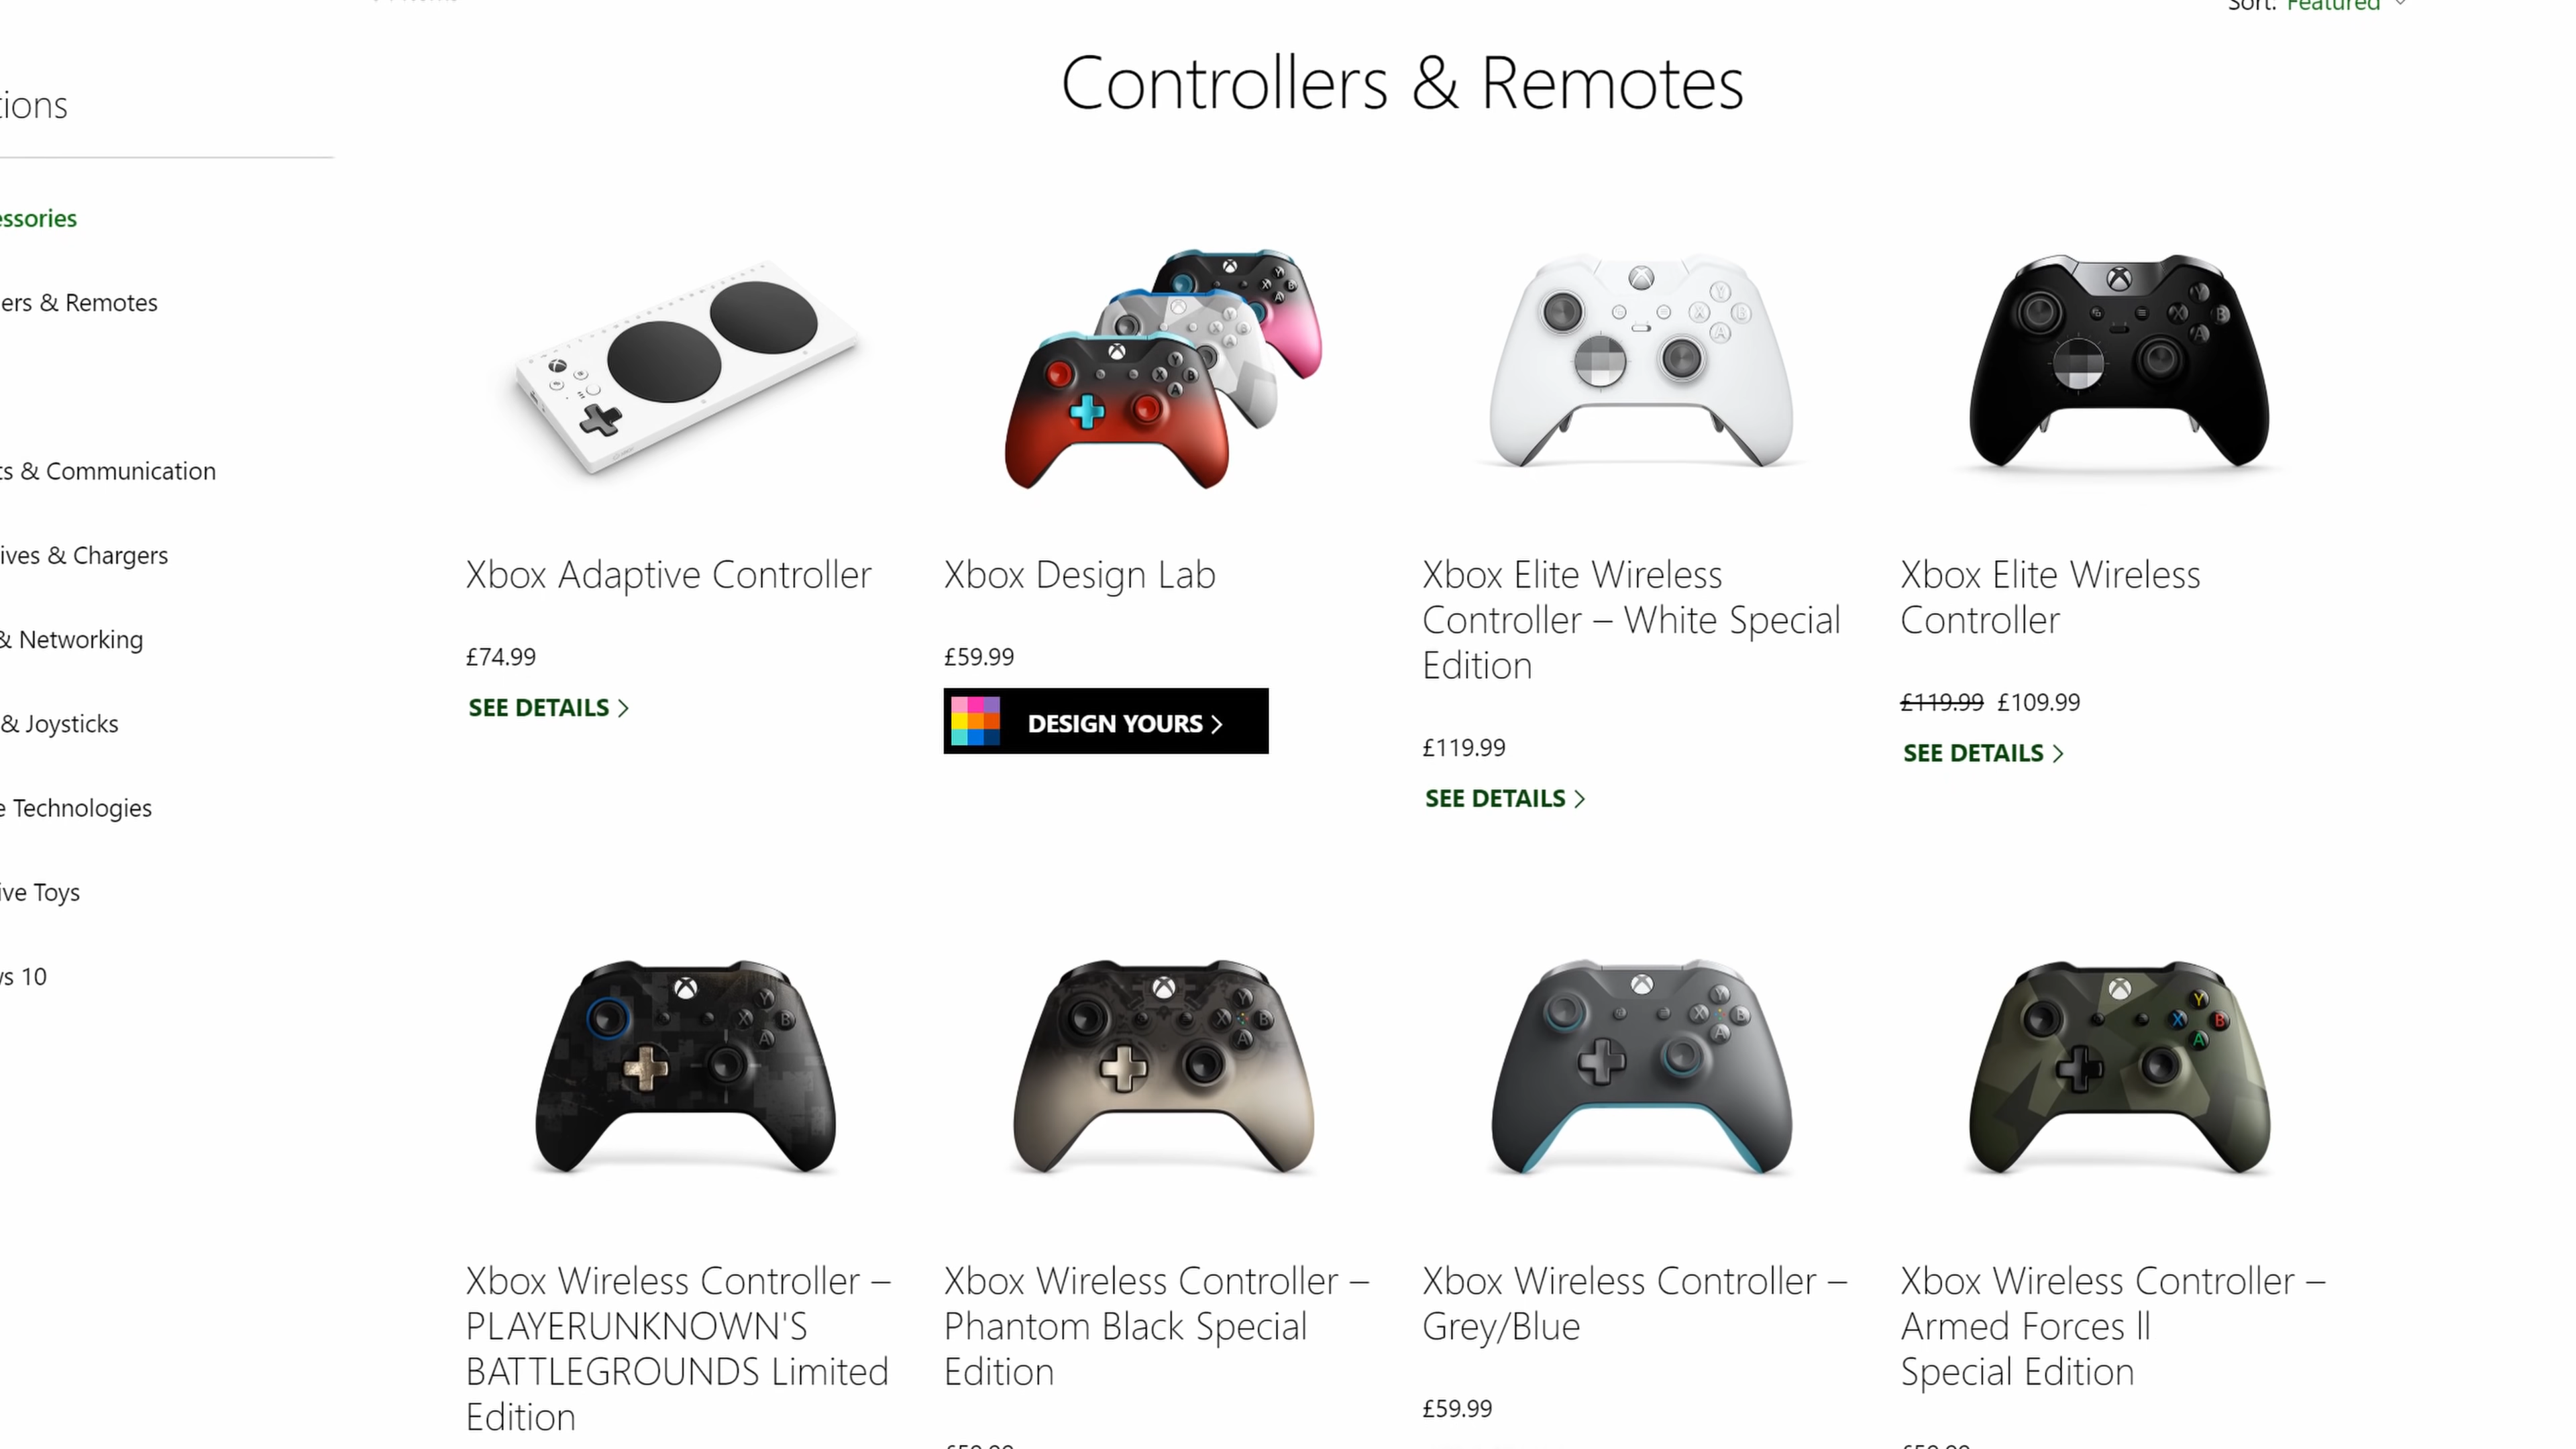 Sort: Featured
Controllers & Remotes
tions
essories
ers & Remotes
ts & Communication
ives & Chargers
& Networking
& Joysticks
e Technologies
ive Toys
vs 10
Xbox Adaptive Controller
£74.99
SEE DETAILS
Xbox Design Lab
£59.99
DESIGN YOURS
Xbox Elite Wireless
Controller – White Special
Edition
£119.99
SEE DETAILS
Xbox Elite Wireless
Controller
£119.99 £109.99
SEE DETAILS
Xbox Wireless Controller –
PLAYERUNKNOWN'S
BATTLEGROUNDS Limited
Edition
Xbox Wireless Controller –
Phantom Black Special
Edition
Xbox Wireless Controller –
Grey/Blue
£59.99
Xbox Wireless Controller –
Armed Forces II
Special Edition